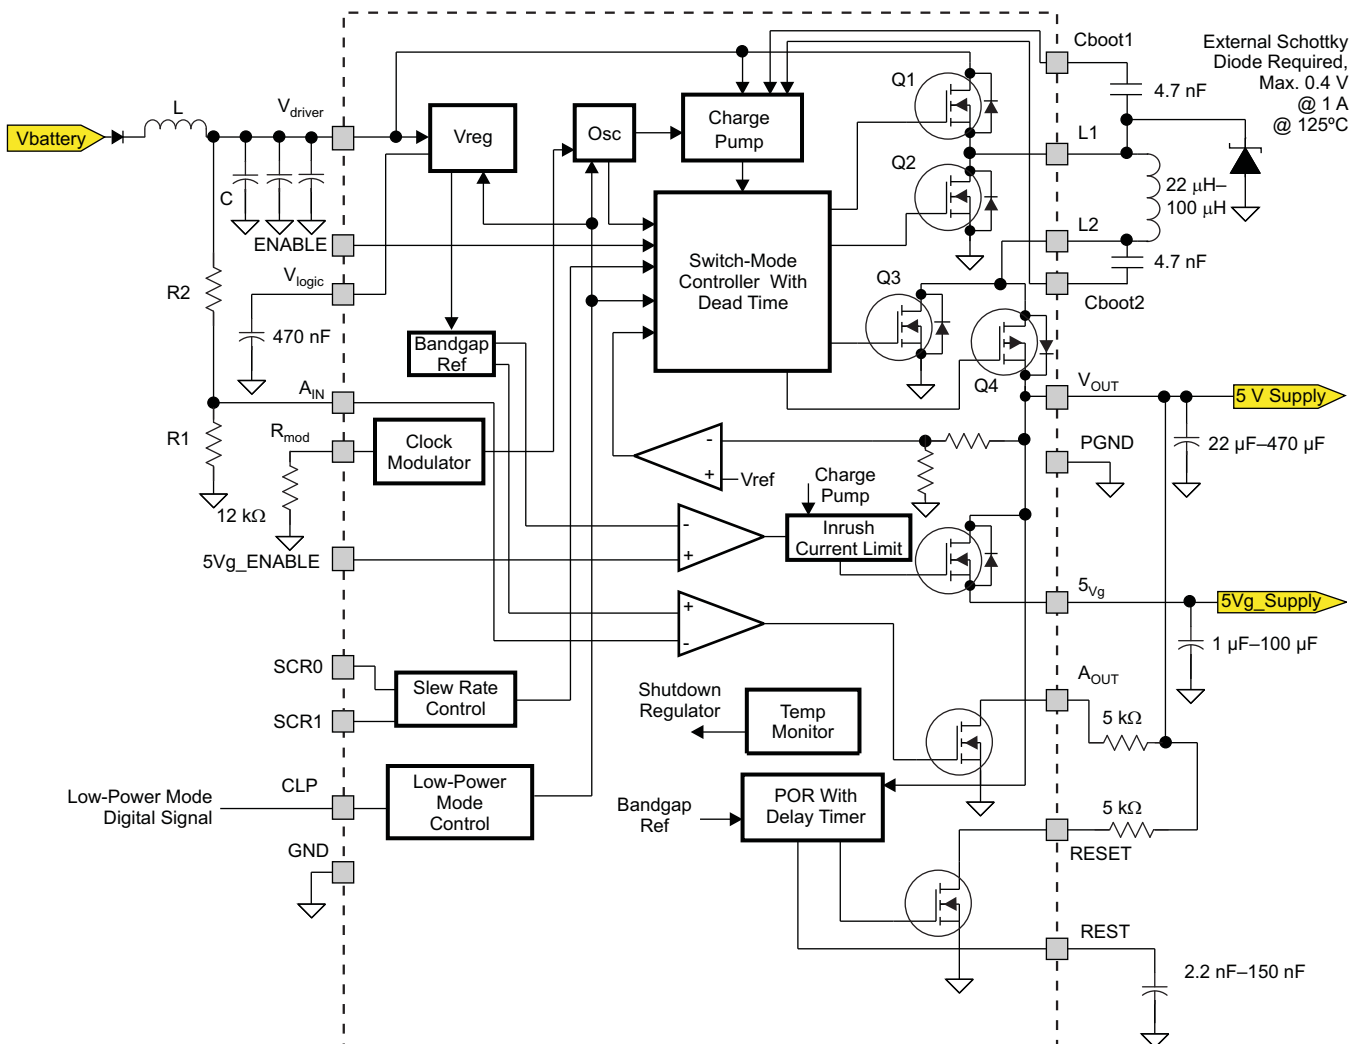 Cboot1
External Schottky
Diode Required,
Max. 0.4 V
@ 1 A
@ 125ºC
Q1
4.7 nF
L
Vdriver
Vbattery
Vreg
Osc
Charge
Pump
L1
Q2
C
22 µH–
100 µH
ENABLE
L2
Vlogic
Switch-Mode
Controller With
Dead Time
Q3
4.7 nF
R2
Cboot2
470 nF
Bandgap
Ref
Q4
AIN
VOUT
5 V Supply
R1
Rmod
Clock
Modulator
-
+
Vref
PGND
22 µF–470 µF
Charge
Pump
12 kΩ
-
+
Inrush
Current Limit
5Vg_ENABLE
5Vg
5Vg_Supply
+
-
1 µF–100 µF
SCR0
Slew Rate
Control
SCR1
Shutdown
Regulator
Temp
Monitor
AOUT
5 kΩ
CLP
Low-Power Mode
Digital Signal
Low-Power
Mode
Control
Bandgap
Ref
POR With
Delay Timer
5 kΩ
GND
RESET
REST
2.2 nF–150 nF